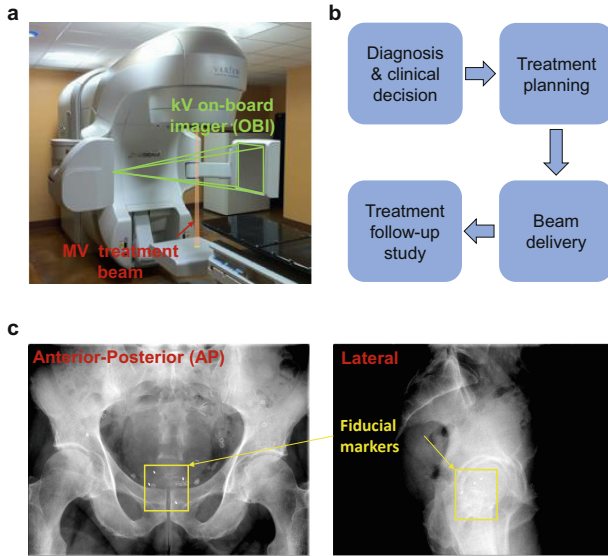 a
VARIAN
kV on-board
imager (OBI)
MV treatment
beam
b
Diagnosis
& clinical
decision
Treatment
planning
Treatment
follow-up
study
Beam
delivery
c
Anterior-Posterior (AP)
Lateral
Fiducial
markers